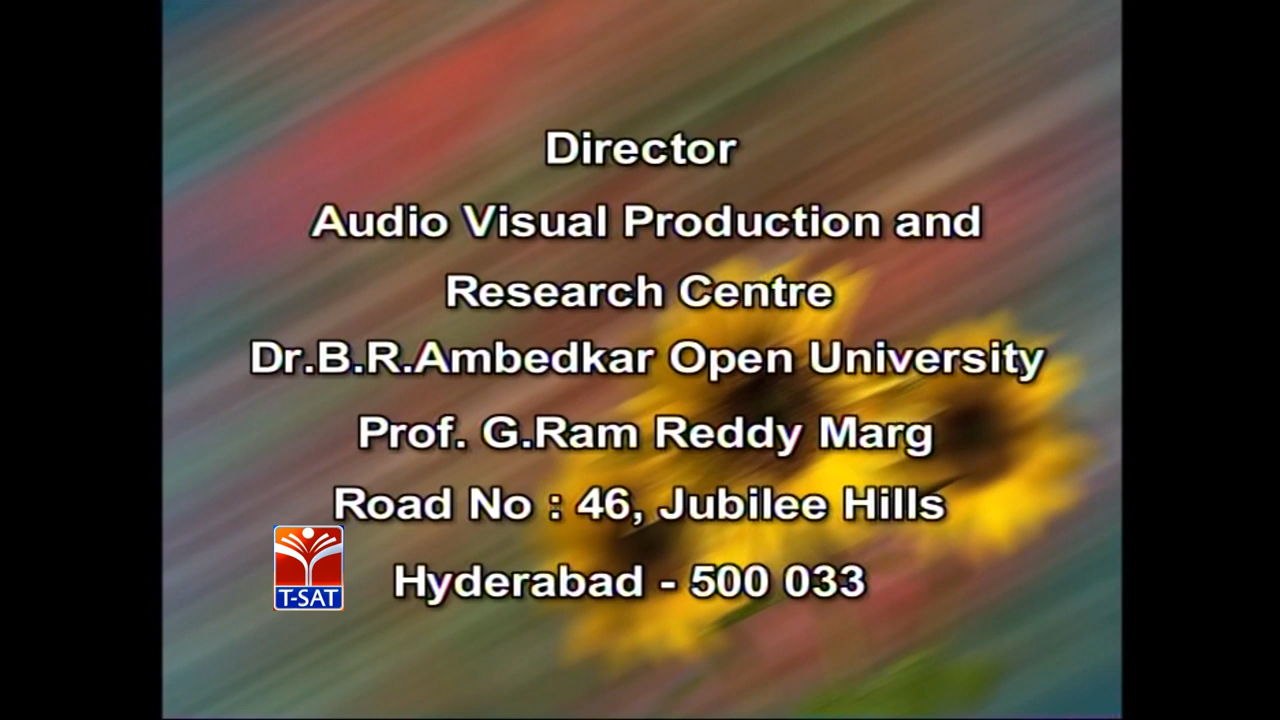 Director
Audio Visual Production and
Research Centre
Dr.B.R.Ambedkar Open University
Prof. G.Ram Reddy Marg
Road No : 46, Jubilee Hills
Hyderabad - 500 033
T-SAT